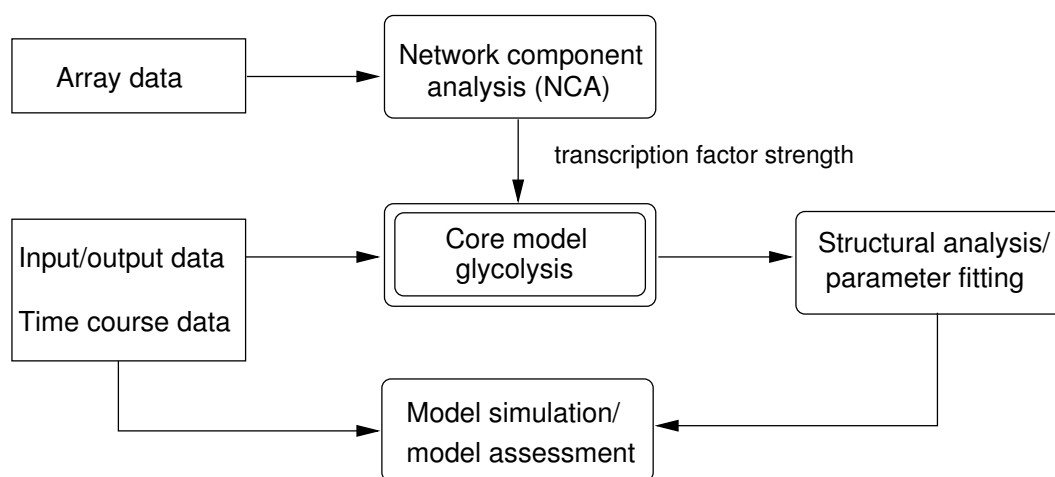 Array data
Network component
analysis (NCA)
transcription factor strength
Input/output data
Time course data
Core model
glycolysis
Structural analysis/
parameter fitting
Model simulation/
model assessment